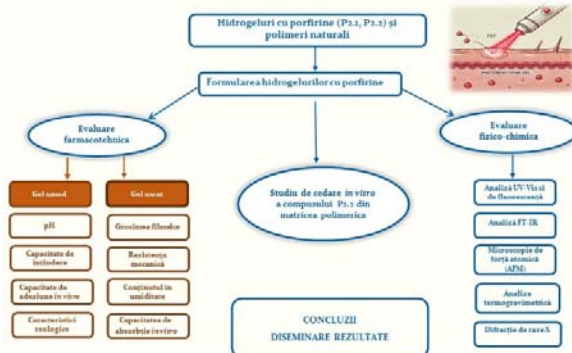 Hidrogeluri cu porfirine (P2.1, P2.2) și
polimeri naturali
Formularea hidrogelurilor cu porfirine
Evaluare
farmacotehnica
Evaluare
fizico-chimica
Gel umed
Gel uscat
pH
Grosimea filmelor
Capacitate de
intindere
Rezistența
mecanică
Capacitate de
adeziune in vitro
Conținutul in
umiditate
Caracteristici
reologice
Capacitatea de
absorbție in vitro
Studiu de cedare in vitro
a compusului P2.2 din
matricea polimerica
Analiză UV-Vis si
de fluorescență
Analiză FT-IR
Microscopie de
forță atomică
(AFM)
Analiza
termogravimetrică
Difracție de raze X
CONCLUZII
DISEMINARE REZULTATE